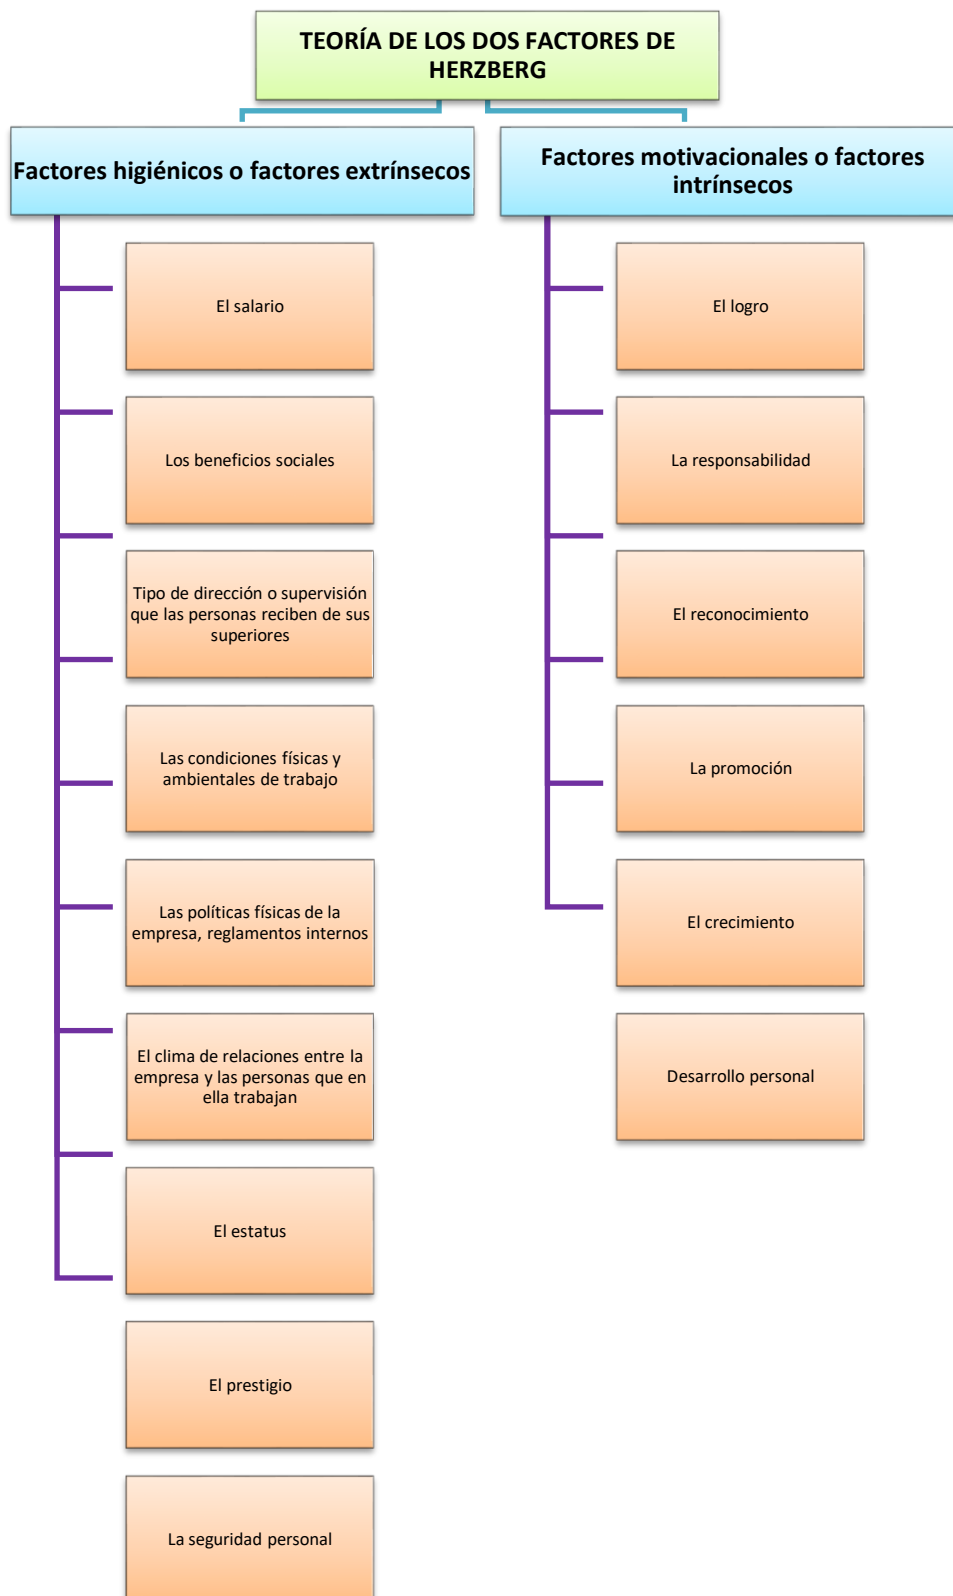 TEORÍA DE LOS DOS FACTORES DE
HERZBERG
Factores higiénicos o factores extrínsecos
El salario
Los beneficios sociales
Tipo de dirección o supervisión
que las personas reciben de sus
superiores
Las condiciones físicas y
ambientales de trabajo
Las políticas físicas de la
empresa, reglamentos internos
El clima de relaciones entre la
empresa y las personas que en
ella trabajan
El estatus
El prestigio
La seguridad personal
Factores motivacionales o factores
intrínsecos
El logro
La responsabilidad
El reconocimiento
La promoción
El crecimiento
Desarrollo personal